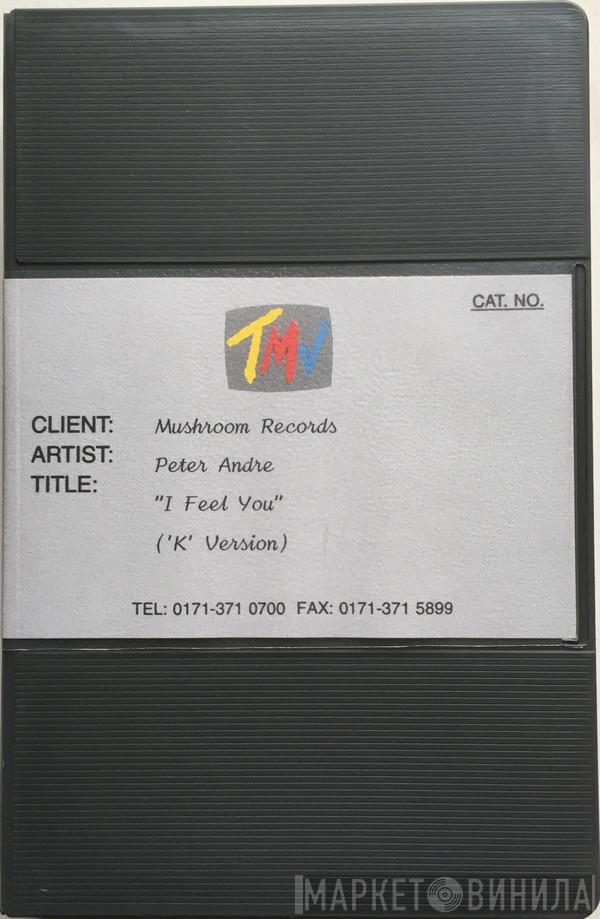 CAT. NO.
TMV
CLIENT: Mushroom Records
ARTIST: Peter Andre
TITLE: "I Feel You"
('K' Version)
TEL: 0171-371 0700 FAX: 0171-371 5899
МАРКЕТ ВИНИЛА